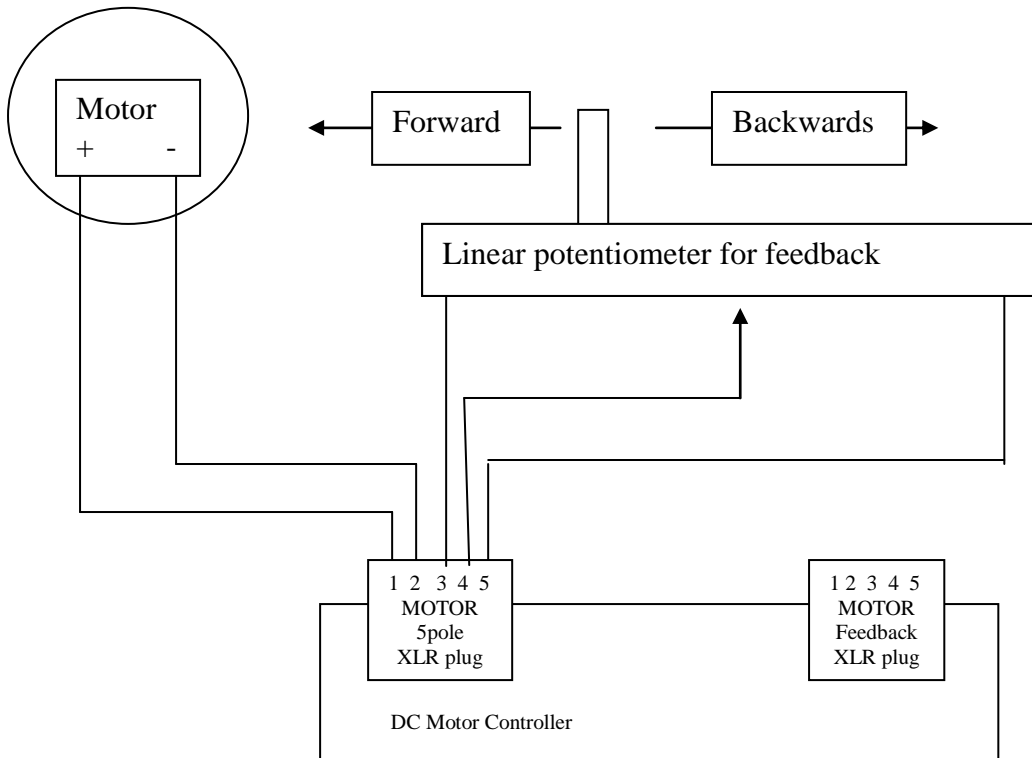 Motor
+ -
Forward
Backwards
Linear potentiometer for feedback
1 2 3 4 5
MOTOR
5pole
XLR plug
1 2 3 4 5
MOTOR
Feedback
XLR plug
DC Motor Controller